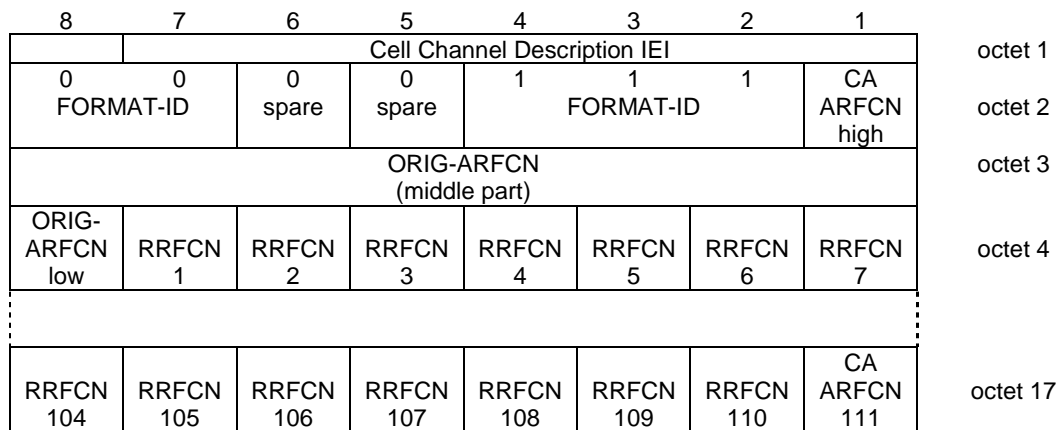 8 7 6 5 4 3 2 1
Cell Channel Description IEI octet 1
0 0 0 0 1 1 1 CA
FORMAT-ID spare spare FORMAT-ID ARFCN octet 2
high
ORIG-ARFCN octet 3
(middle part)
ORIG-
ARFCN RRFCN RRFCN RRFCN RRFCN RRFCN RRFCN RRFCN octet 4
low 1 2 3 4 5 6 7
CA
RRFCN RRFCN RRFCN RRFCN RRFCN RRFCN RRFCN ARFCN octet 17
104 105 106 107 108 109 110 111